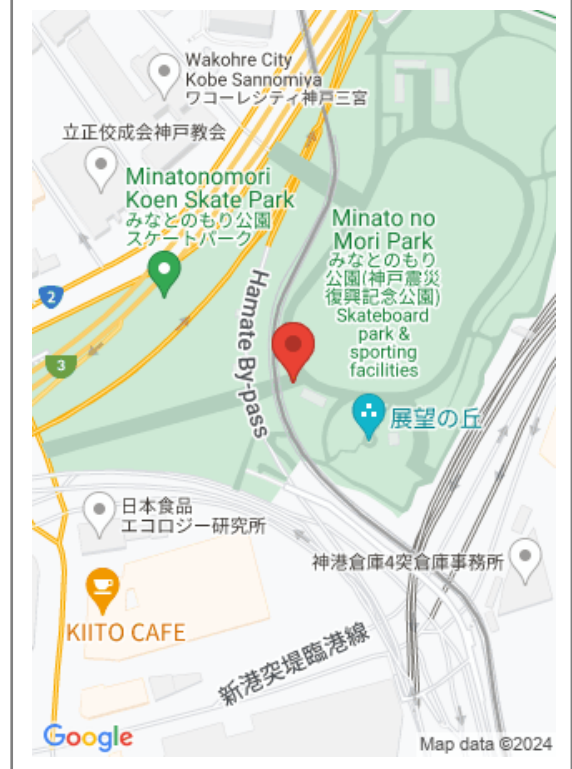 Wakohre City
Kobe Sannomiya
ワコーレシティ神戸三宮
立正佼成会神戸教会
Minatonomori
Koen Skate Park
みなとのもり公園
スケートパーク
Minato no
Mori Park
みなとのもり
公園(神戸震災
復興記念公園)
Skateboard
park &
sporting
facilities
2
Hamate By-pass
3
展望の丘
日本食品
エコロジー研究所
神港倉庫4突倉庫事務所
KIITO CAFE
新港突堤臨港線
Google
Map data ©2024